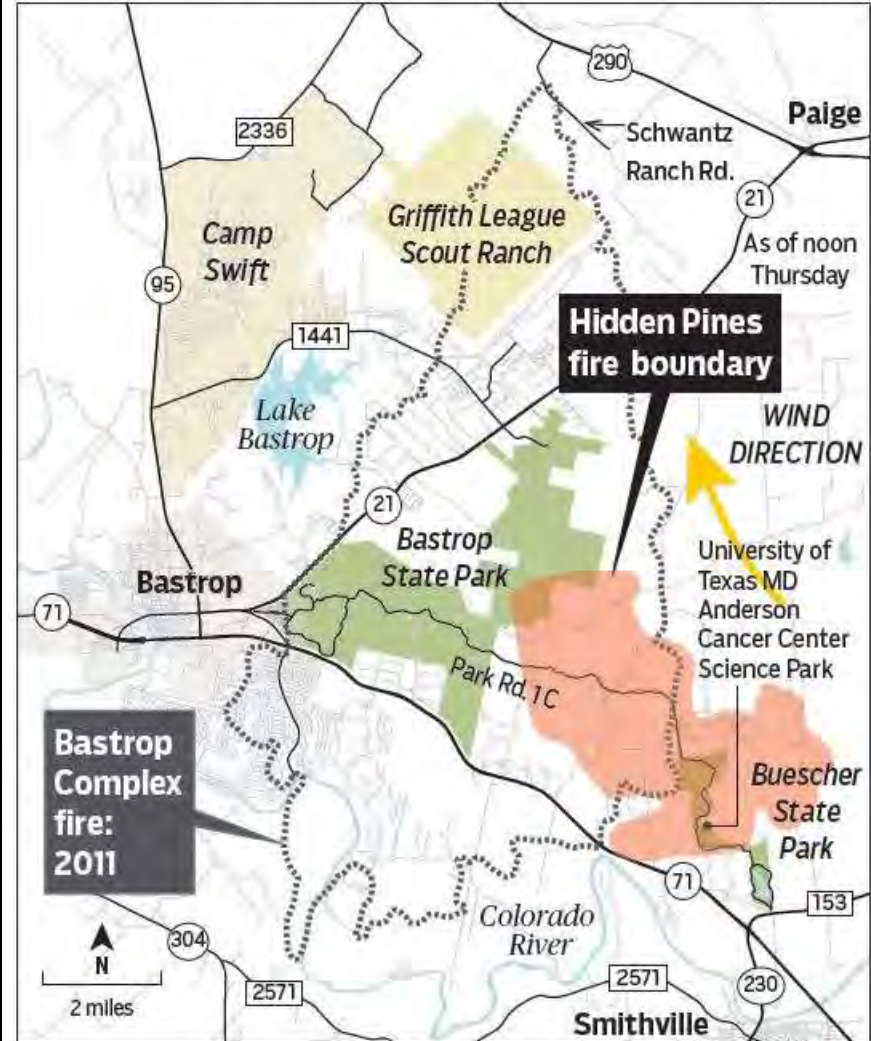 290
Paige
2336
Schwantz
Ranch Rd.
21
Griffith League
Scout Ranch
Camp
Swift
As of noon
Thursday
95
Hidden Pines
fire boundary
1441
Lake
Bastrop
WIND
DIRECTION
21
Bastrop
State Park
University of
Texas MD
Anderson
Cancer Center
Science Park
Bastrop
71
Park Rd. 1C
Bastrop
Complex
fire:
2011
Buescher
State
Park
71
153
Colorado
River
304
N
2 miles
2571
2571
230
Smithville